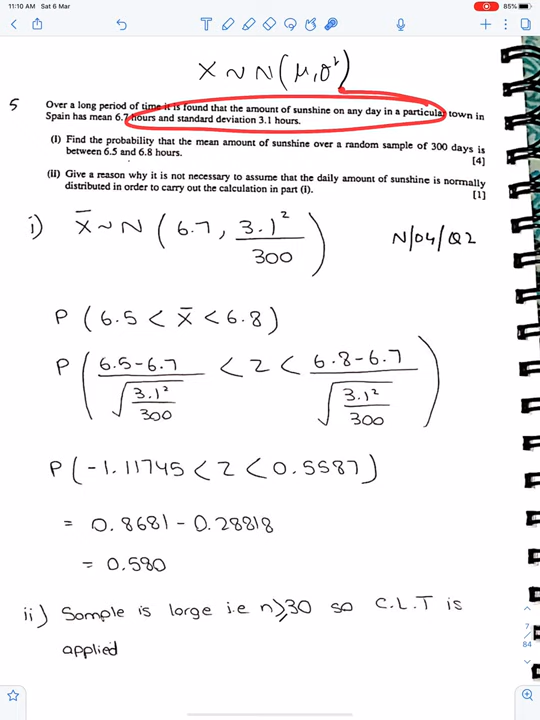 11:10 AM Sat 6 Mar
85%
X ~ N(μ, σ²)
5 Over a long period of time it is found that the amount of sunshine on any day in a particular town in
Spain has mean 6.7 hours and standard deviation 3.1 hours.
(i) Find the probability that the mean amount of sunshine over a random sample of 300 days is
between 6.5 and 6.8 hours. [4]
(ii) Give a reason why it is not necessary to assume that the daily amount of sunshine is normally
distributed in order to carry out the calculation in part (i). [1]
i) X̄ ~ N (6.7, 3.1²/300)
N/04/Q2
P (6.5 < x̄ < 6.8)
P ((6.5-6.7)/√(3.1²/300) < Z < (6.8-6.7)/√(3.1²/300))
P (-1.11745 < Z < 0.5587)
= 0.8681 - 0.28818
= 0.580
ii) Sample is large i.e n≥30 so C.L.T is
applied
7
/
84